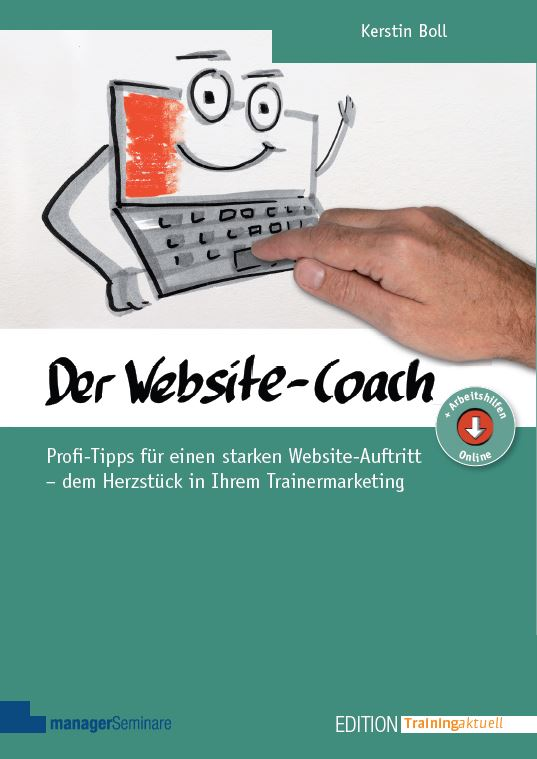 Kerstin Boll
Der Website-Coach
+ Arbeitshilfen
Online
Profi-Tipps für einen starken Website-Auftritt
– dem Herzstück in Ihrem Trainermarketing
managerSeminare
EDITION Trainingaktuell